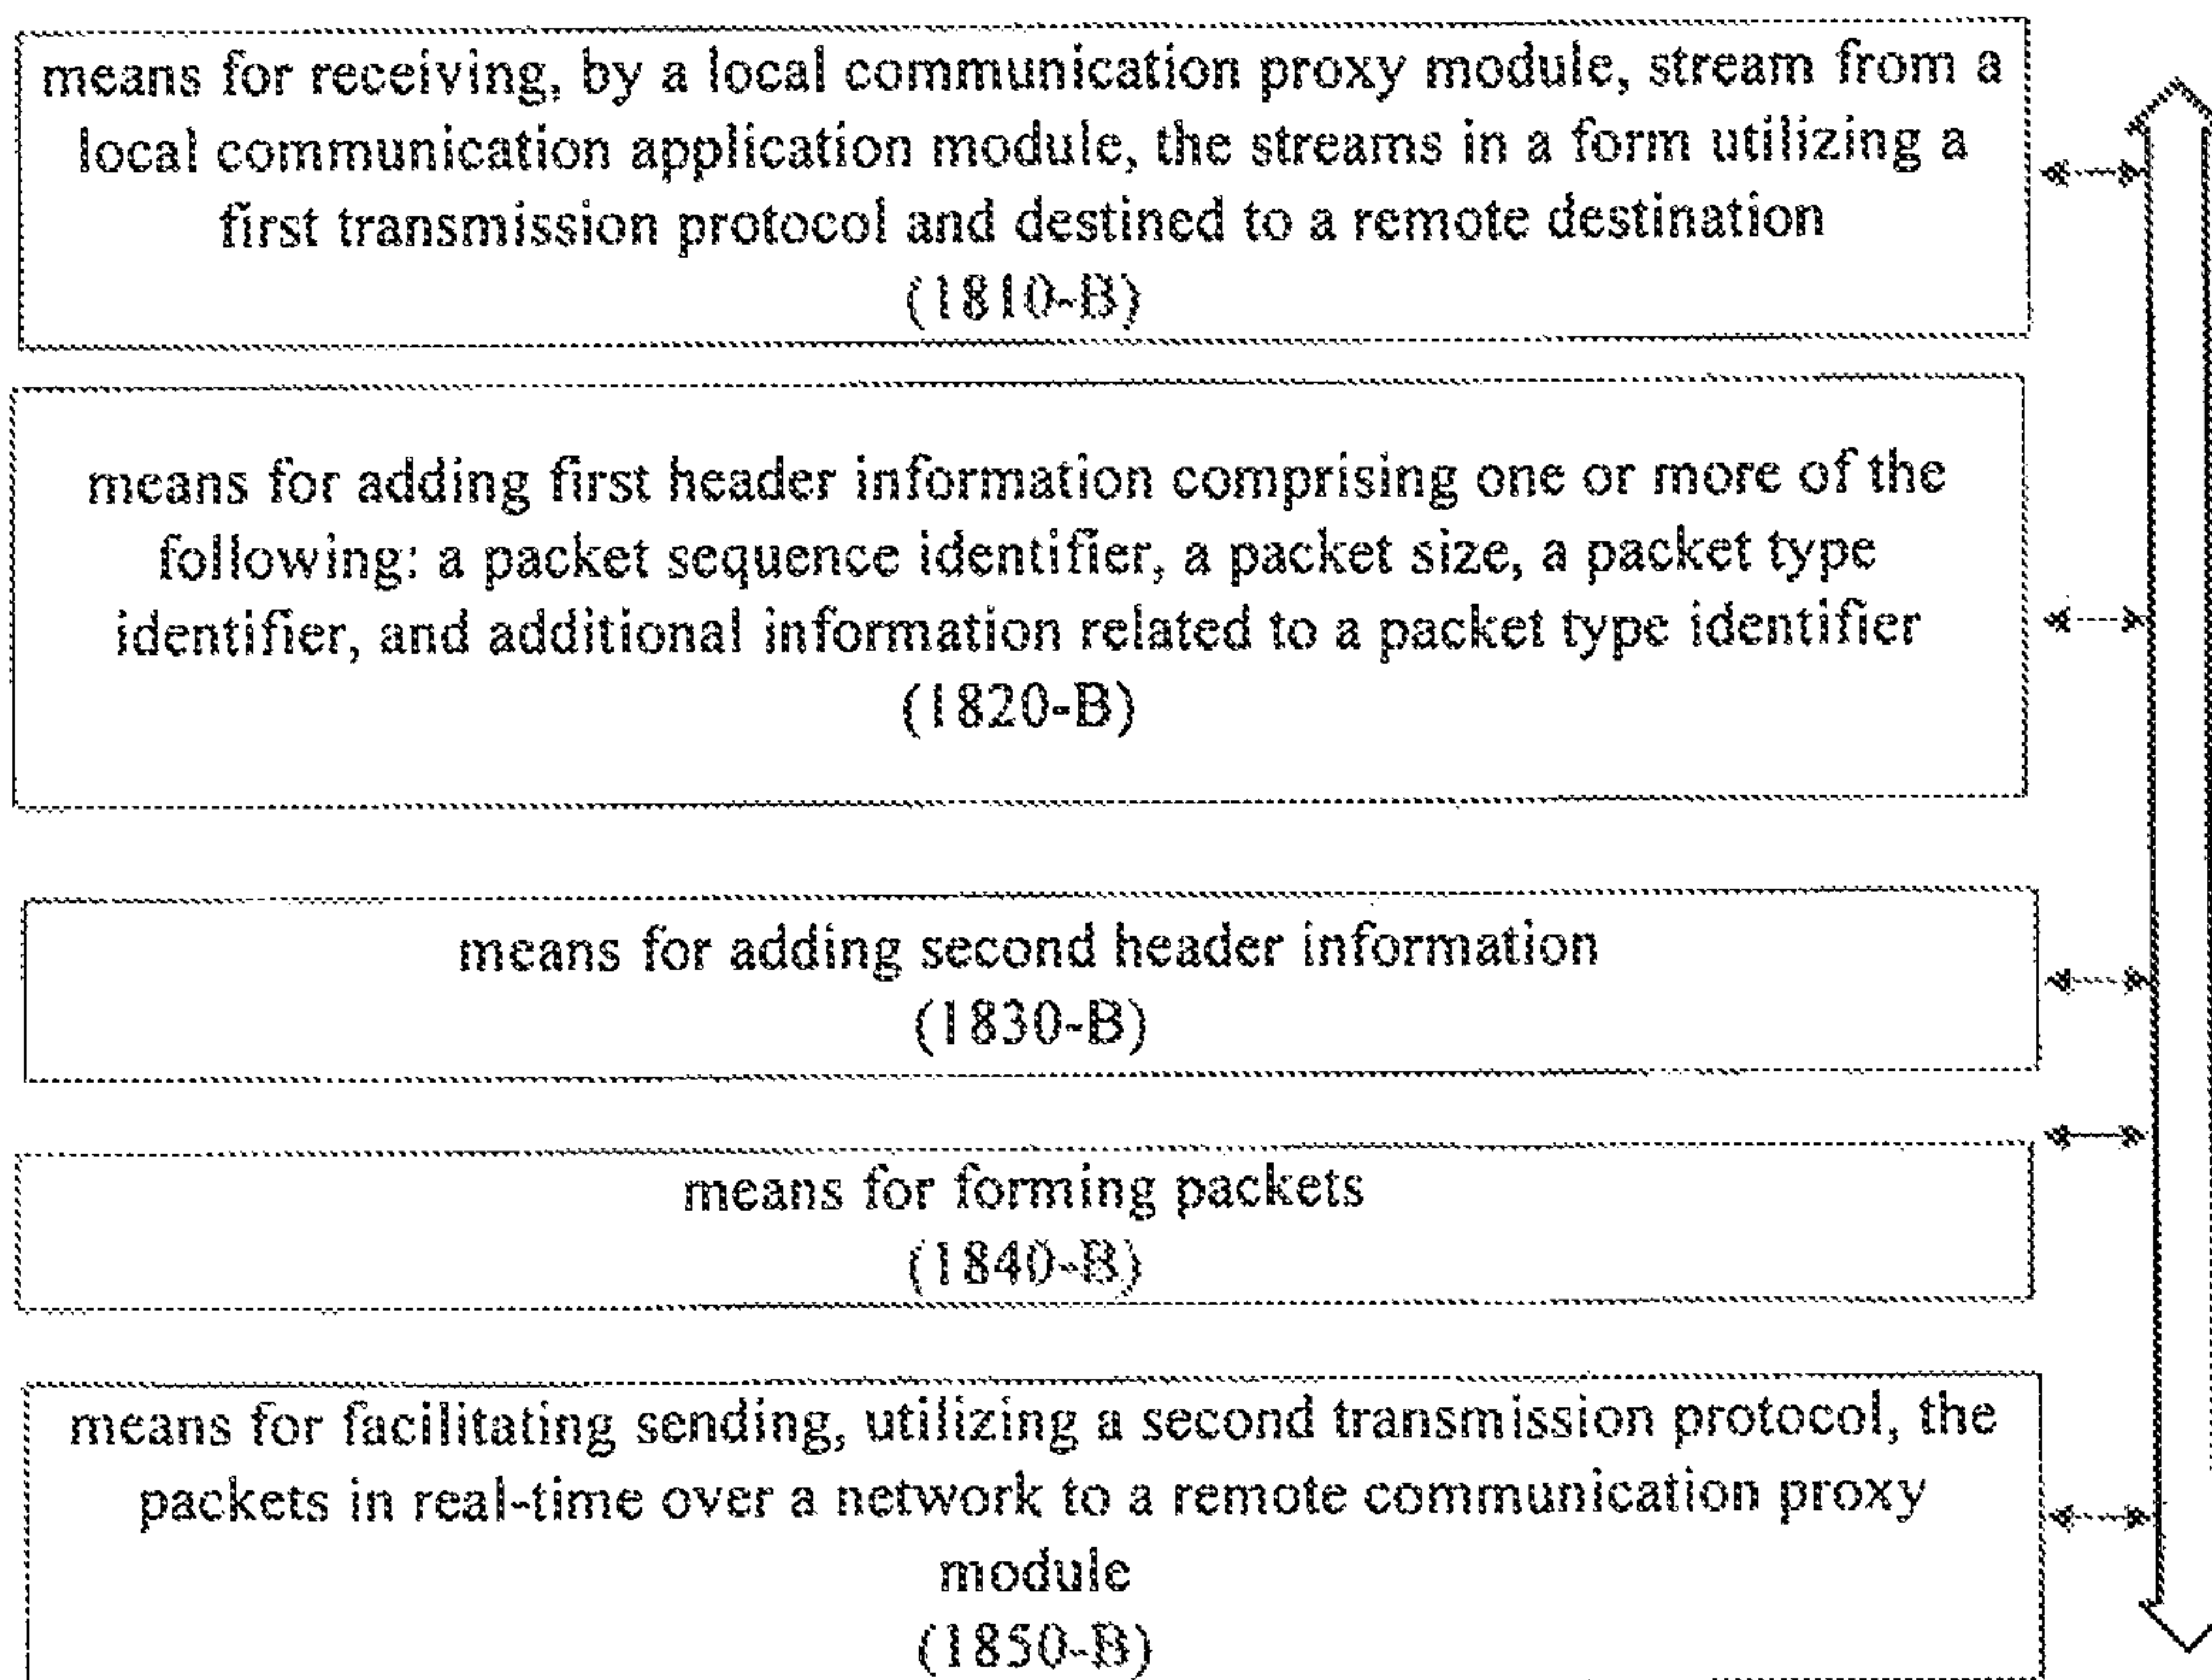 means for receiving, by a local communication proxy module, stream from a
local communication application module, the streams in a form utilizing a
first transmission protocol and destined to a remote destination
(1810-B)
means for adding first header information comprising one or more of the
following: a packet sequence identifier, a packet size, a packet type
identifier, and additional information related to a packet type identifier
(1820-B)
means for adding second header information
(1830-B)
means for forming packets
(1840-B)
means for facilitating sending, utilizing a second transmission protocol, the
packets in real-time over a network to a remote communication proxy
module
(1850-B)